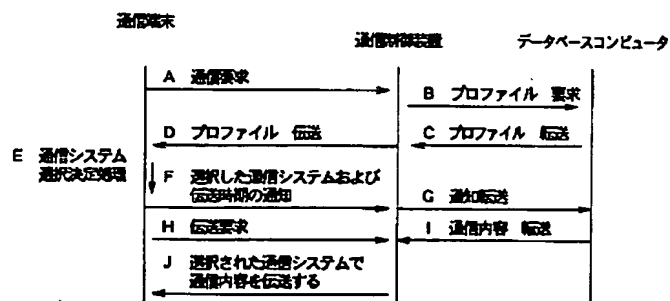 通信端末
通信制御装置
データベースコンピュータ
A 通信要求
B プロファイル 要求
D プロファイル 伝送
C プロファイル 転送
E 通信システム
選択決定処理
F 選択した通信システムおよび
伝送時期の通知
G 通知転送
H 伝送要求
I 通信内容 転送
J 選択された通信システムで
通信内容を伝送する